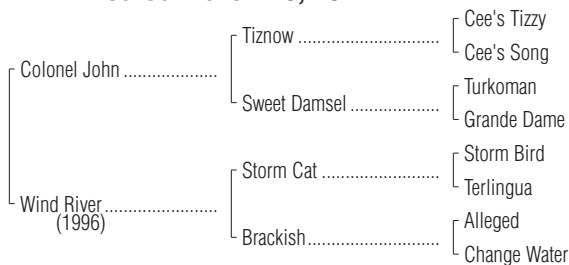 Cee's Tizzy
Tiznow ....................................
Cee's Song
Colonel John .......................
Turkoman
Sweet Damsel ......................
Grande Dame
Storm Bird
Storm Cat .............................
Terlingua
Wind River............................
(1996)
Alleged
Brackish................................
Change Water